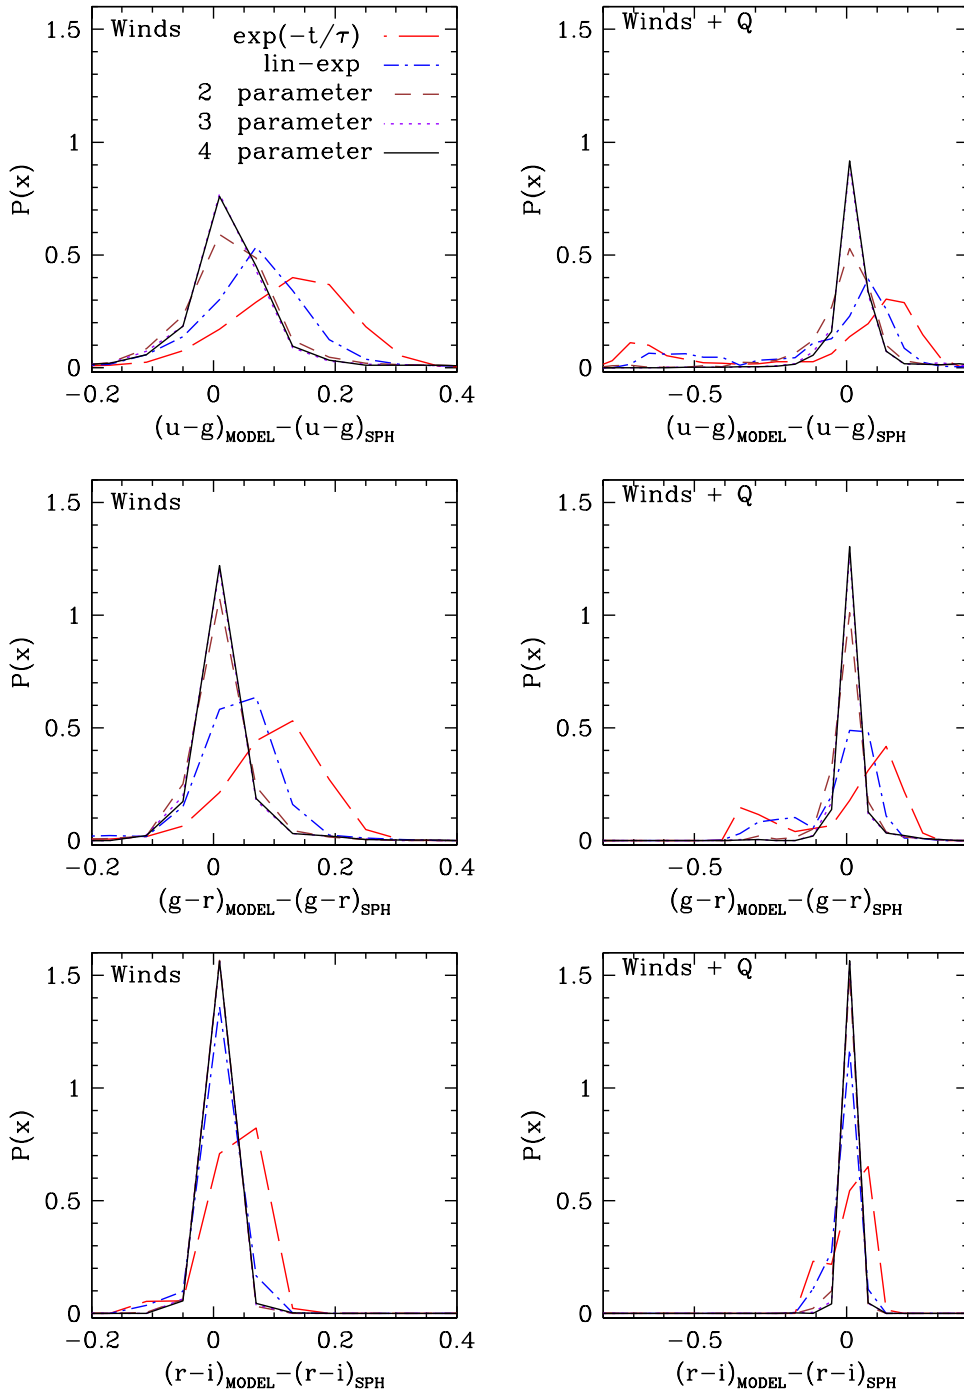 Winds
exp(−t/τ)
lin−exp
2 parameter
3 parameter
4 parameter
1.5
1
0.5
0
P(x)
−0.2 0 0.2 0.4
(u−g)MODEL−(u−g)SPH
Winds + Q
1.5
1
0.5
0
P(x)
−0.5 0
(u−g)MODEL−(u−g)SPH
Winds
1.5
1
0.5
0
P(x)
−0.2 0 0.2 0.4
(g−r)MODEL−(g−r)SPH
Winds + Q
1.5
1
0.5
0
P(x)
−0.5 0
(g−r)MODEL−(g−r)SPH
Winds
1.5
1
0.5
0
P(x)
−0.2 0 0.2 0.4
(r−i)MODEL−(r−i)SPH
Winds + Q
1.5
1
0.5
0
P(x)
−0.5 0
(r−i)MODEL−(r−i)SPH